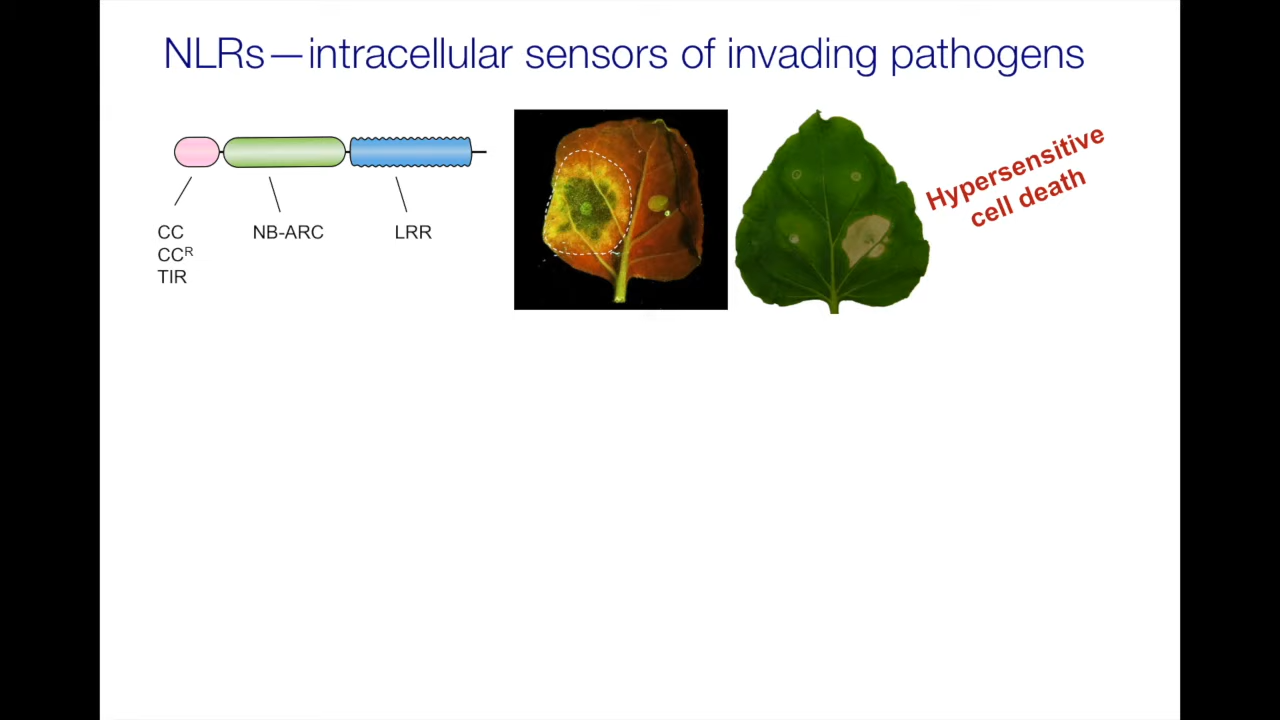 NLRs—intracellular sensors of invading pathogens
CC
CCᴿ
TIR
NB-ARC
LRR
Hypersensitive
cell death